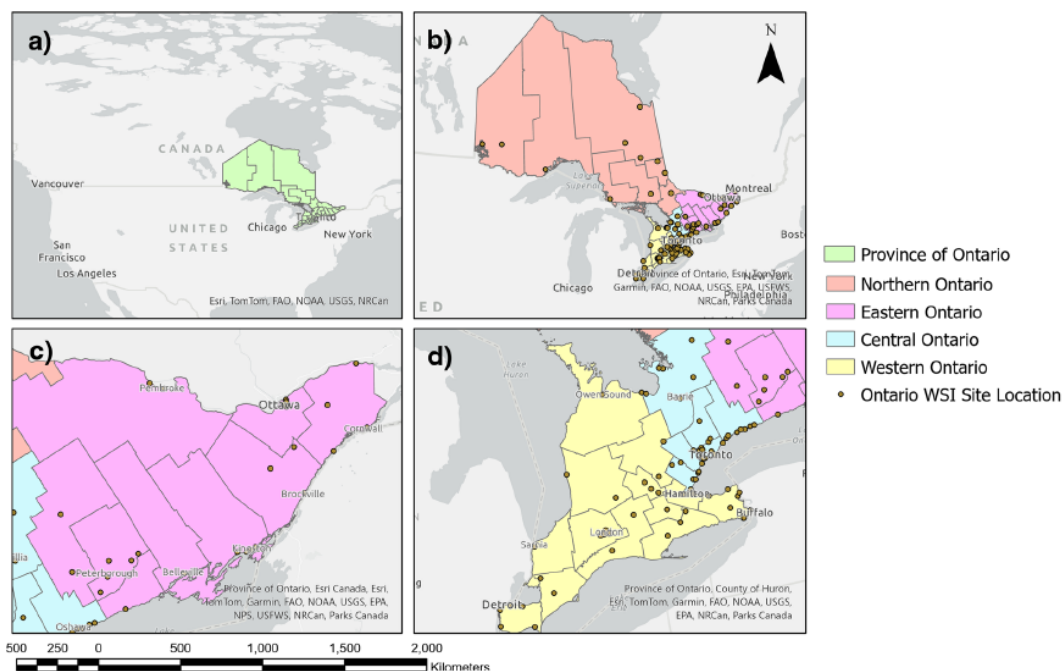 a)
CANADA
Vancouver
UNITED
STATES
Chicago
Toronto
New York
San
Francisco
Los Angeles
Esri, TomTom, FAO, NOAA, USGS, NRCan
b)
N
Lake
Superior
Montreal
Ottawa
Toronto
Detroit
Chicago
New York
Philadelphia
Province of Ontario, Esri, TomTom,
Garmin, FAO, NOAA, USGS, EPA, USFWS,
NRCan, Parks Canada
ED
Province of Ontario
Northern Ontario
Eastern Ontario
Central Ontario
Western Ontario
Ontario WSI Site Location
c)
Pembroke
Ottawa
Cornwall
Brockville
Kingston
Peterborough
Belleville
Oshawa
Lake
Province of Ontario, Esri Canada, Esri,
TomTom, Garmin, FAO, NOAA, USGS, EPA,
NPS, USFWS, NRCan, Parks Canada
d)
Lake
Huron
Owen Sound
Barrie
Toronto
Hamilton
Buffalo
London
Sarnia
Detroit
Province of Ontario, County of Huron,
Esri, TomTom, Garmin, FAO, NOAA, USGS,
EPA, NRCan, Parks Canada
500 250 0 500 1,000 1,500 2,000
Kilometers